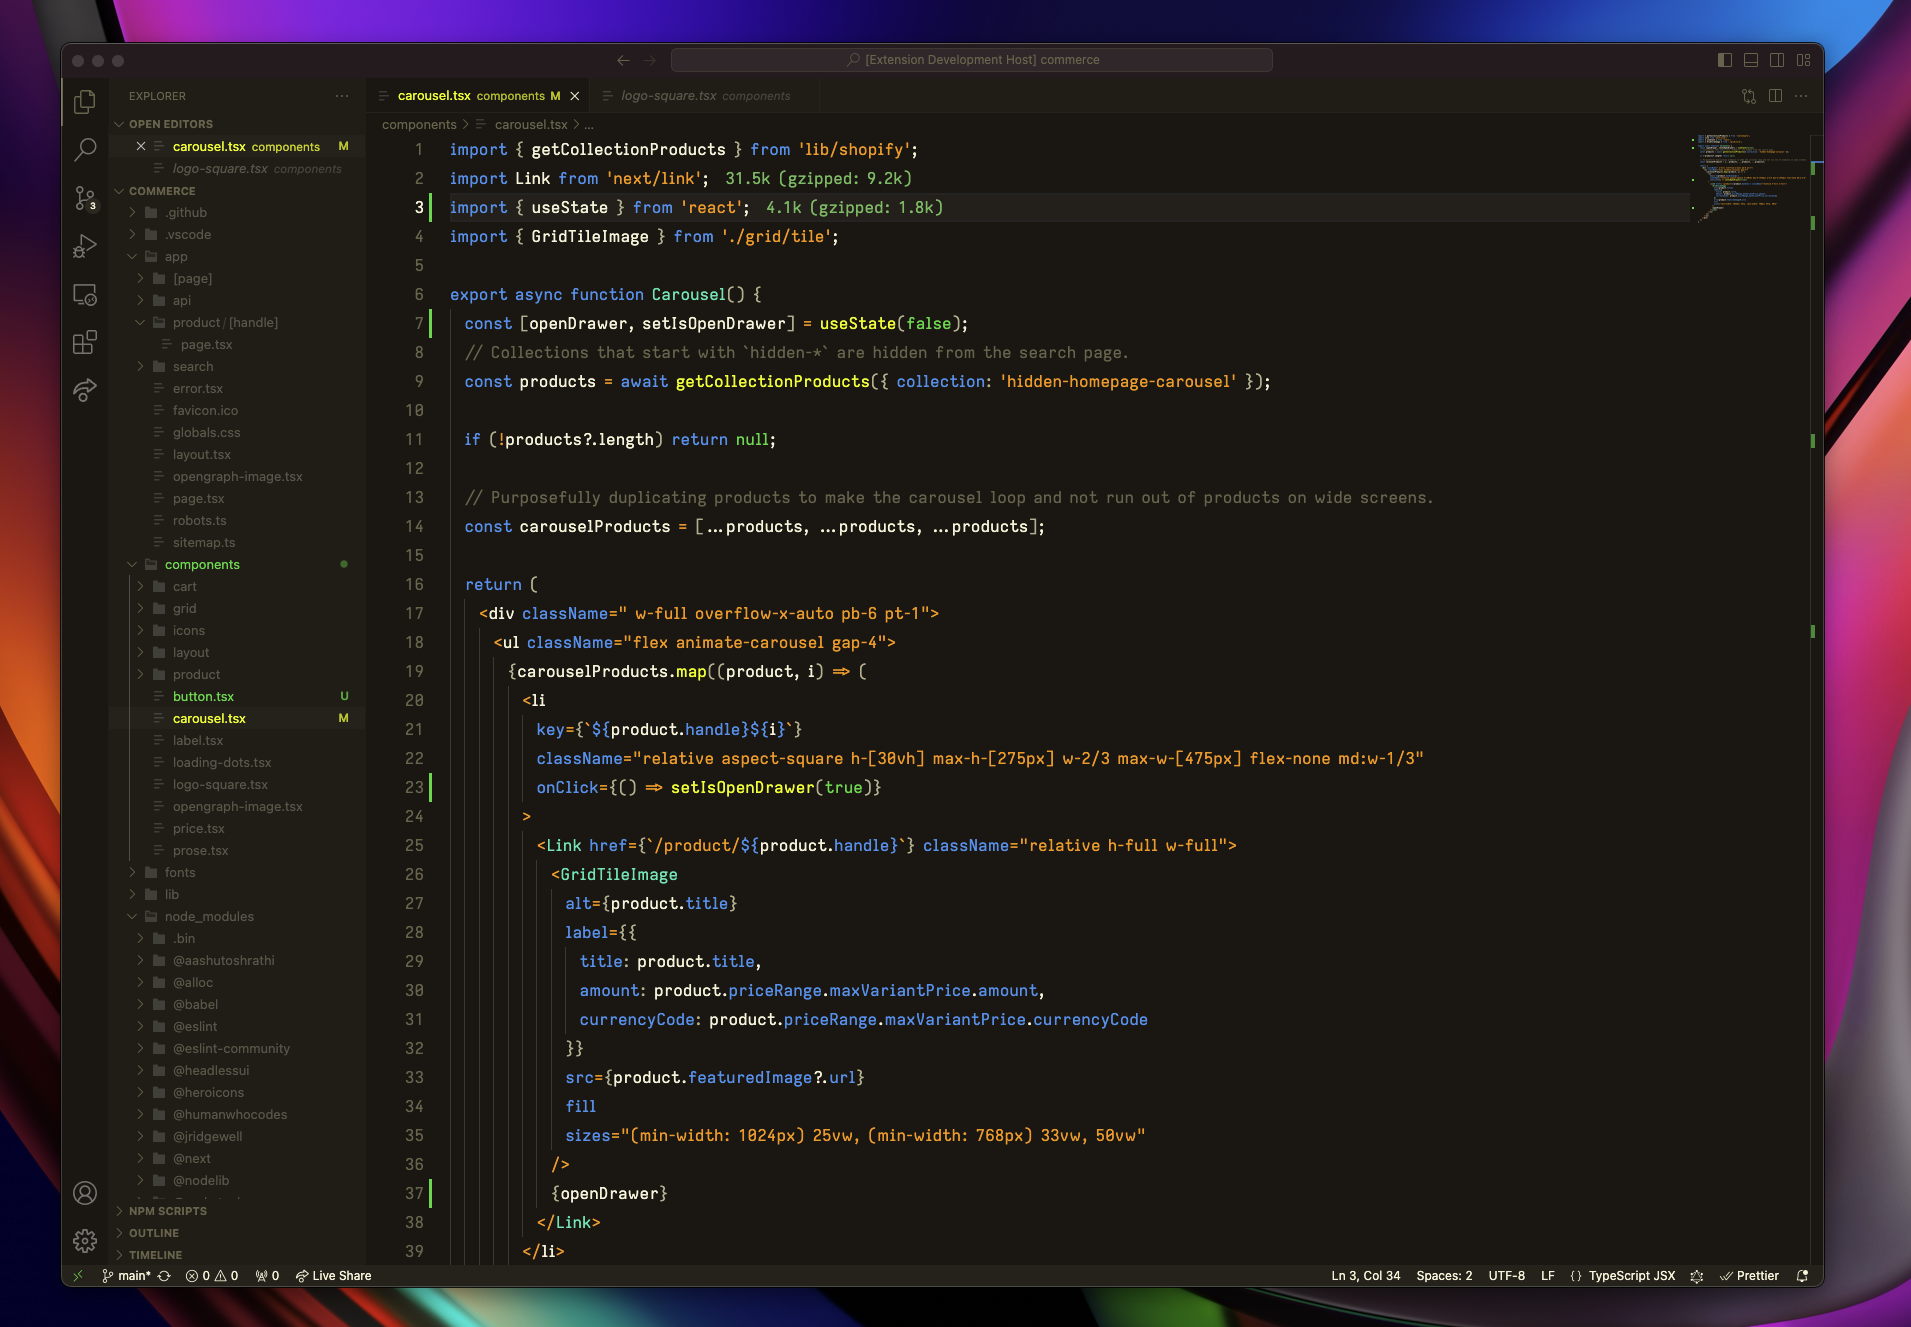 [Extension Development Host] commerce
EXPLORER
OPEN EDITORS
carousel.tsx components M
logo-square.tsx components
COMMERCE
.github
.vscode
app
[page]
api
product/[handle]
page.tsx
search
error.tsx
favicon.ico
globals.css
layout.tsx
opengraph-image.tsx
page.tsx
robots.ts
sitemap.ts
components
cart
grid
icons
layout
product
button.tsx U
carousel.tsx M
label.tsx
loading-dots.tsx
logo-square.tsx
opengraph-image.tsx
price.tsx
prose.tsx
fonts
lib
node_modules
.bin
@aashutoshrathi
@alloc
@babel
@eslint
@eslint-community
@headlessui
@heroicons
@humanwhocodes
@jridgewell
@next
@nodelib
NPM SCRIPTS
OUTLINE
TIMELINE
3
carousel.tsx components M
logo-square.tsx components
components > carousel.tsx > ...
1 import { getCollectionProducts } from 'lib/shopify';
2 import Link from 'next/link'; 31.5k (gzipped: 9.2k)
3 import { useState } from 'react'; 4.1k (gzipped: 1.8k)
4 import { GridTileImage } from './grid/tile';
5
6 export async function Carousel() {
7 const [openDrawer, setIsOpenDrawer] = useState(false);
8 // Collections that start with `hidden-*` are hidden from the search page.
9 const products = await getCollectionProducts({ collection: 'hidden-homepage-carousel' });
10
11 if (!products?.length) return null;
12
13 // Purposefully duplicating products to make the carousel loop and not run out of products on wide screens.
14 const carouselProducts = [...products, ...products, ...products];
15
16 return (
17 <div className=" w-full overflow-x-auto pb-6 pt-1">
18 <ul className="flex animate-carousel gap-4">
19 {carouselProducts.map((product, i) => (
20 <li
21 key={`${product.handle}${i}`}
22 className="relative aspect-square h-[30vh] max-h-[275px] w-2/3 max-w-[475px] flex-none md:w-1/3"
23 onClick={() => setIsOpenDrawer(true)}
24 >
25 <Link href={`/product/${product.handle}`} className="relative h-full w-full">
26 <GridTileImage
27 alt={product.title}
28 label={{
29 title: product.title,
30 amount: product.priceRange.maxVariantPrice.amount,
31 currencyCode: product.priceRange.maxVariantPrice.currencyCode
32 }}
33 src={product.featuredImage?.url}
34 fill
35 sizes="(min-width: 1024px) 25vw, (min-width: 768px) 33vw, 50vw"
36 />
37 {openDrawer}
38 </Link>
39 </li>
main* 0 0 0 Live Share
Ln 3, Col 34 Spaces: 2 UTF-8 LF {} TypeScript JSX Prettier